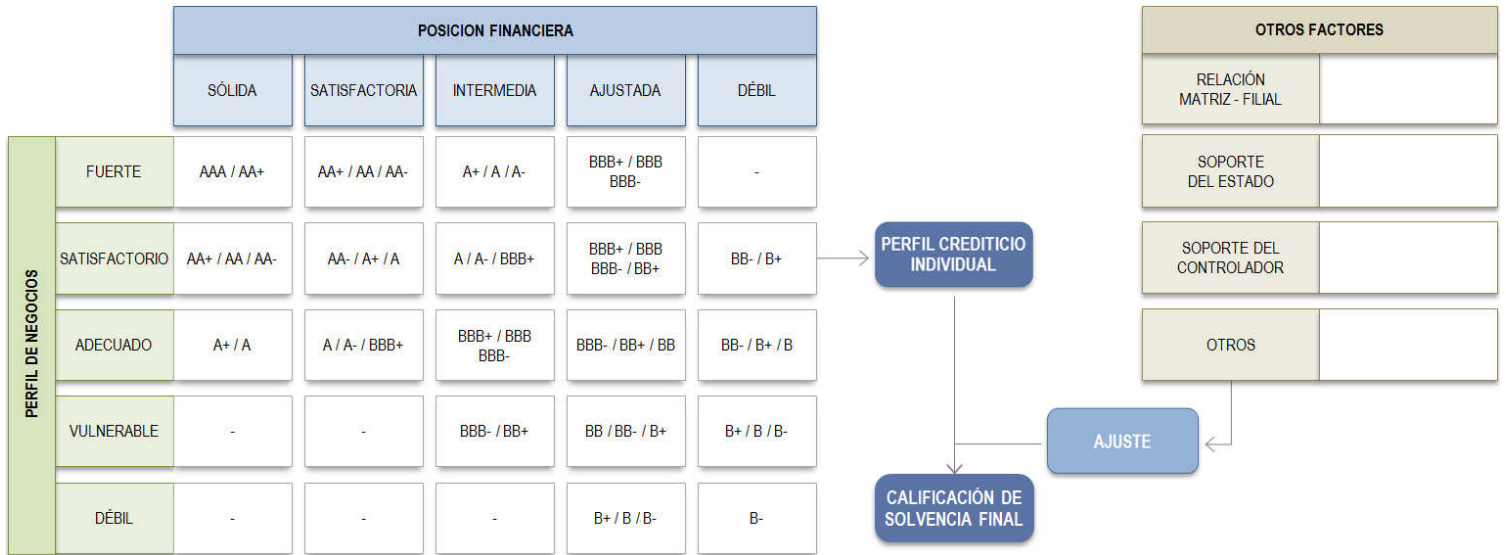 POSICION FINANCIERA
SÓLIDA
SATISFACTORIA
INTERMEDIA
AJUSTADA
DÉBIL
PERFIL DE NEGOCIOS
FUERTE
AAA / AA+
AA+ / AA / AA-
A+ / A / A-
BBB+ / BBB
BBB-
-
SATISFACTORIO
AA+ / AA / AA-
AA- / A+ / A
A / A- / BBB+
BBB+ / BBB
BBB- / BB+
BB- / B+
ADECUADO
A+ / A
A / A- / BBB+
BBB+ / BBB
BBB-
BBB- / BB+ / BB
BB- / B+ / B
VULNERABLE
-
-
BBB- / BB+
BB / BB- / B+
B+ / B / B-
DÉBIL
-
-
-
B+ / B / B-
B-
PERFIL CREDITICIO
INDIVIDUAL
CALIFICACIÓN DE
SOLVENCIA FINAL
AJUSTE
OTROS FACTORES
RELACIÓN
MATRIZ - FILIAL
SOPORTE
DEL ESTADO
SOPORTE DEL
CONTROLADOR
OTROS